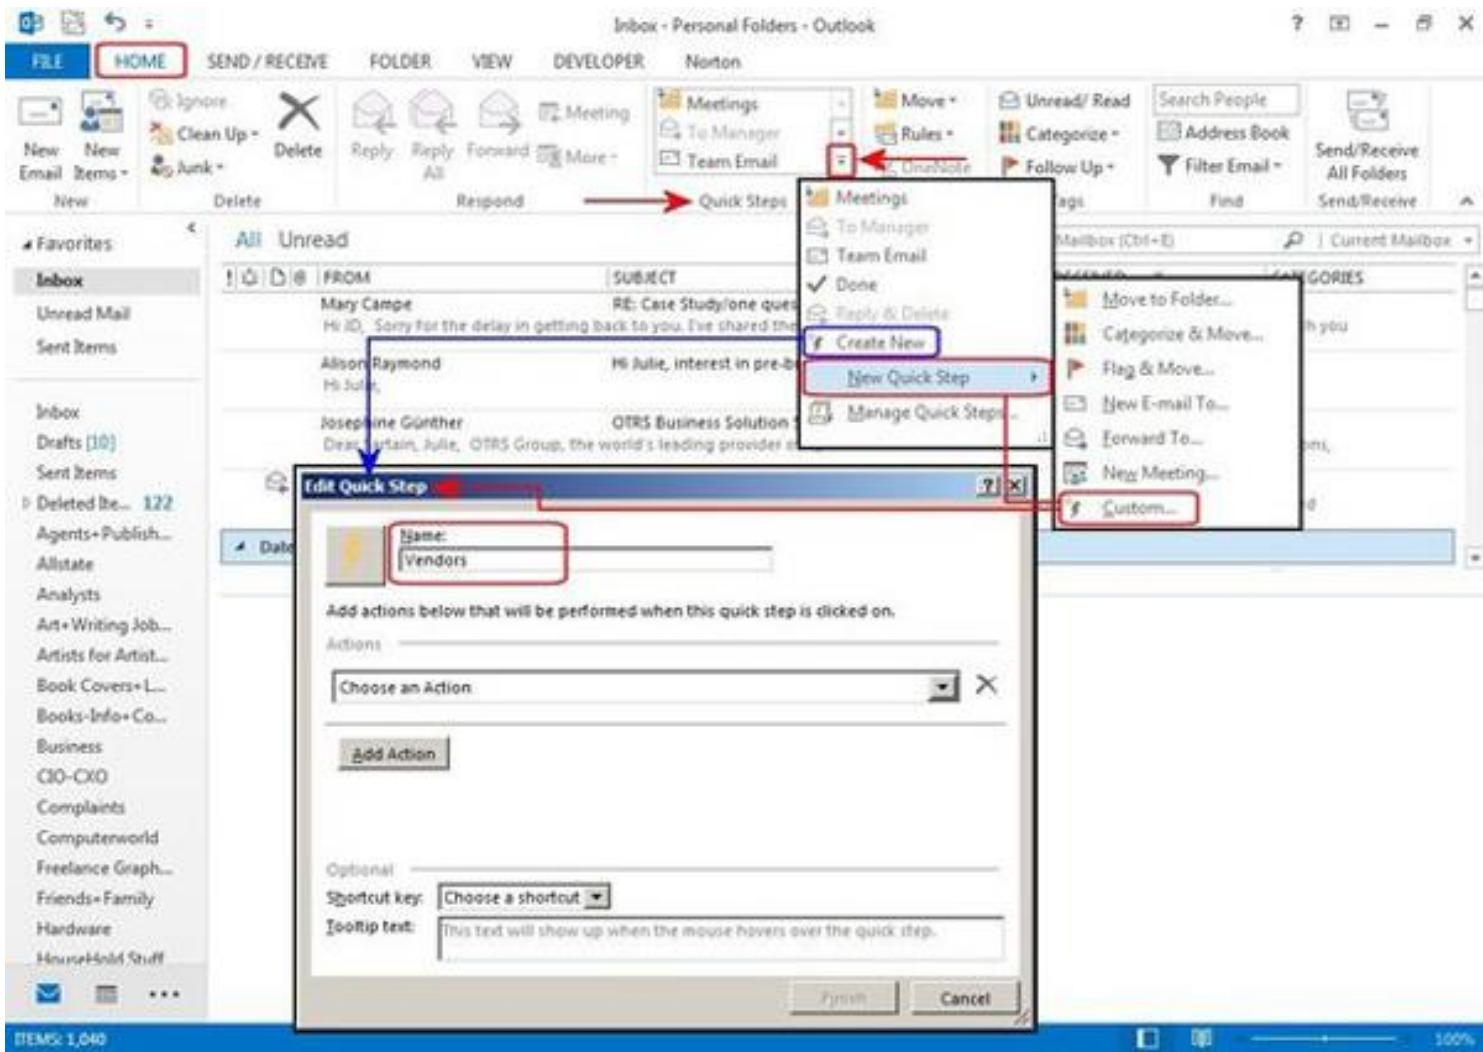 Inbox - Personal Folders - Outlook
FILE HOME SEND / RECEIVE FOLDER VIEW DEVELOPER Norton
New Email
New Items
Ignore
Clean Up
Junk
Delete
Reply
Reply All
Forward
Meeting
More
Meetings
To Manager
Team Email
Move
Rules
OneNote
Unread/ Read
Categorize
Follow Up
Search People
Address Book
Filter Email
Send/Receive All Folders
New Delete Respond Quick Steps Find Send/Receive
Favorites
Inbox
Unread Mail
Sent Items
Inbox
Drafts [10]
Sent Items
Deleted Ite... 122
Agents+Publish...
Allstate
Analysts
Art+Writing Job...
Artists for Artist...
Book Covers+L...
Books-Info+Co...
Business
CIO-CXO
Complaints
Computerworld
Freelance Graph...
Friends+Family
Hardware
HouseHold Stuff
All Unread
Mailbox (Ctrl+E) Current Mailbox
FROM SUBJECT
Mary Campe RE: Case Study/one ques
Hi JD, Sorry for the delay in getting back to you. I've shared the
h you
Alison Raymond Hi Julie, interest in pre-b
Hi Julie,
Josephine Günther OTRS Business Solution
Julie, OTRS Group, the world's leading provider
Date
Meetings
To Manager
Team Email
Done
Reply & Delete
Create New
New Quick Step
Manage Quick Steps...
Move to Folder...
Categorize & Move...
Flag & Move...
New E-mail To...
Forward To...
New Meeting...
Custom...
Edit Quick Step
Name:
Vendors
Add actions below that will be performed when this quick step is clicked on.
Actions
Choose an Action
Add Action
Optional
Shortcut key: Choose a shortcut
Tooltip text: This text will show up when the mouse hovers over the quick step.
Finish Cancel
ITEMS: 1,040
100%